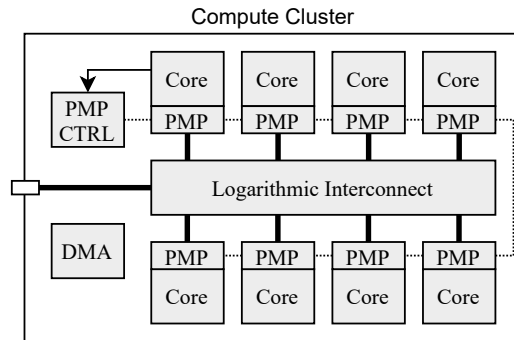 Compute Cluster
Core Core Core Core
PMP
CTRL
PMP PMP PMP PMP
Logarithmic Interconnect
DMA
PMP PMP PMP PMP
Core Core Core Core